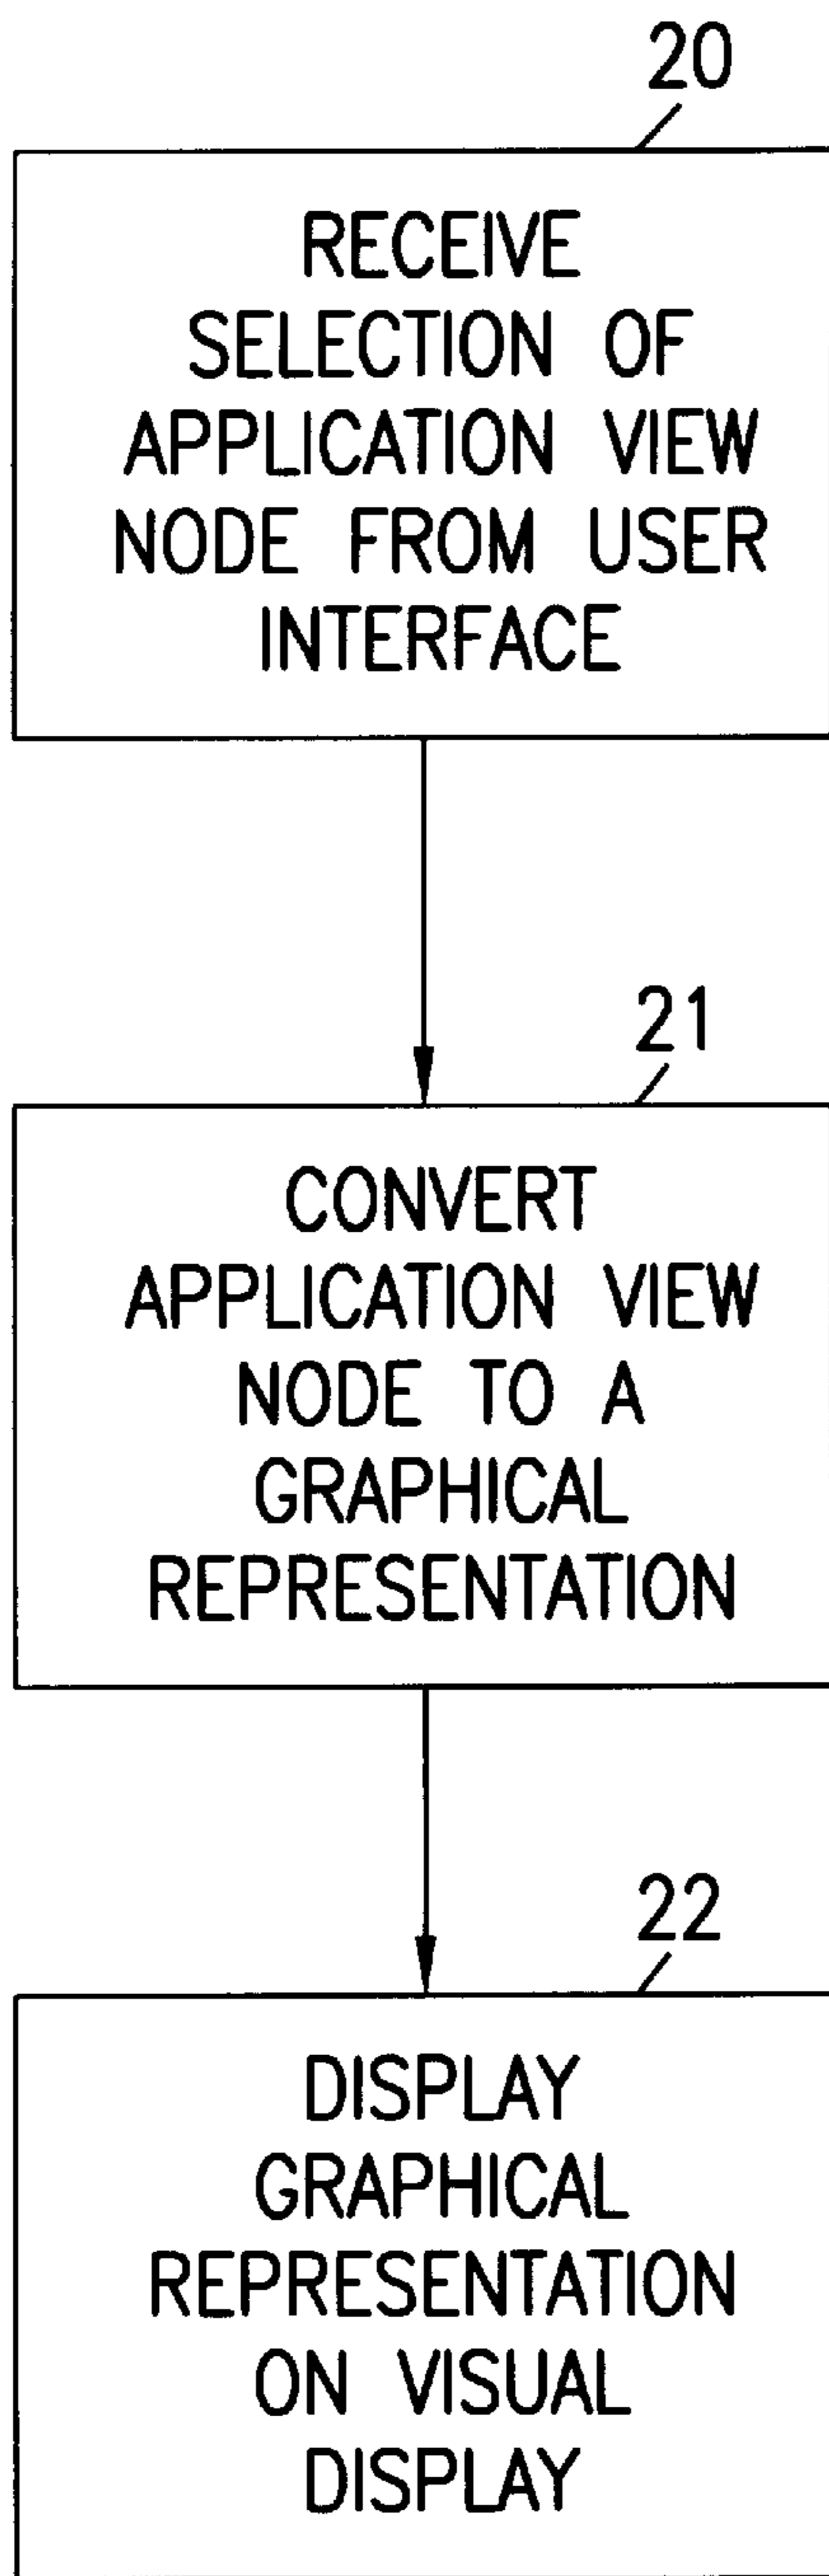 20
RECEIVE
SELECTION OF
APPLICATION VIEW
NODE FROM USER
INTERFACE
21
CONVERT
APPLICATION VIEW
NODE TO A
GRAPHICAL
REPRESENTATION
22
DISPLAY
GRAPHICAL
REPRESENTATION
ON VISUAL
DISPLAY